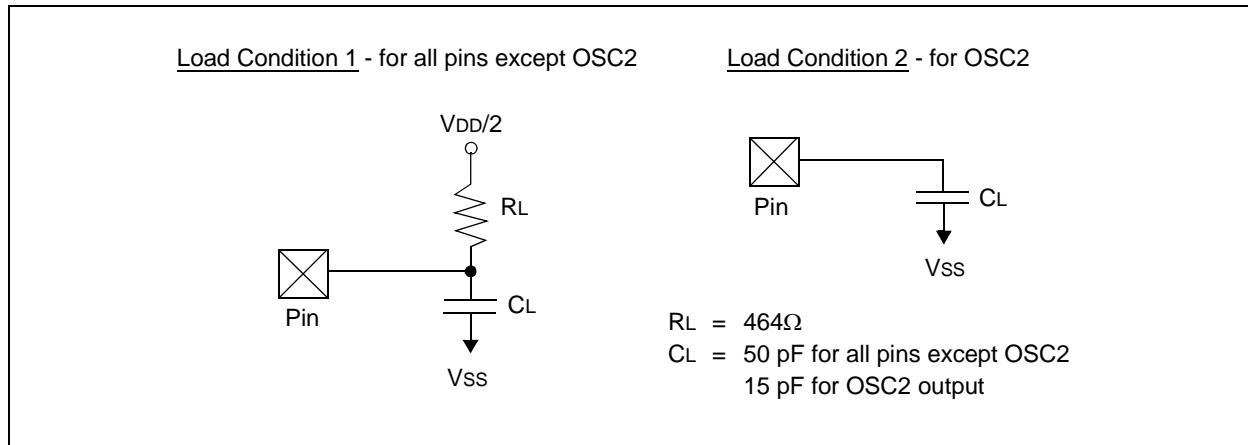 Load Condition 1 - for all pins except OSC2
VDD/2
RL
Pin
CL
VSS
Load Condition 2 - for OSC2
Pin
CL
VSS
RL = 464Ω
CL = 50 pF for all pins except OSC2
15 pF for OSC2 output